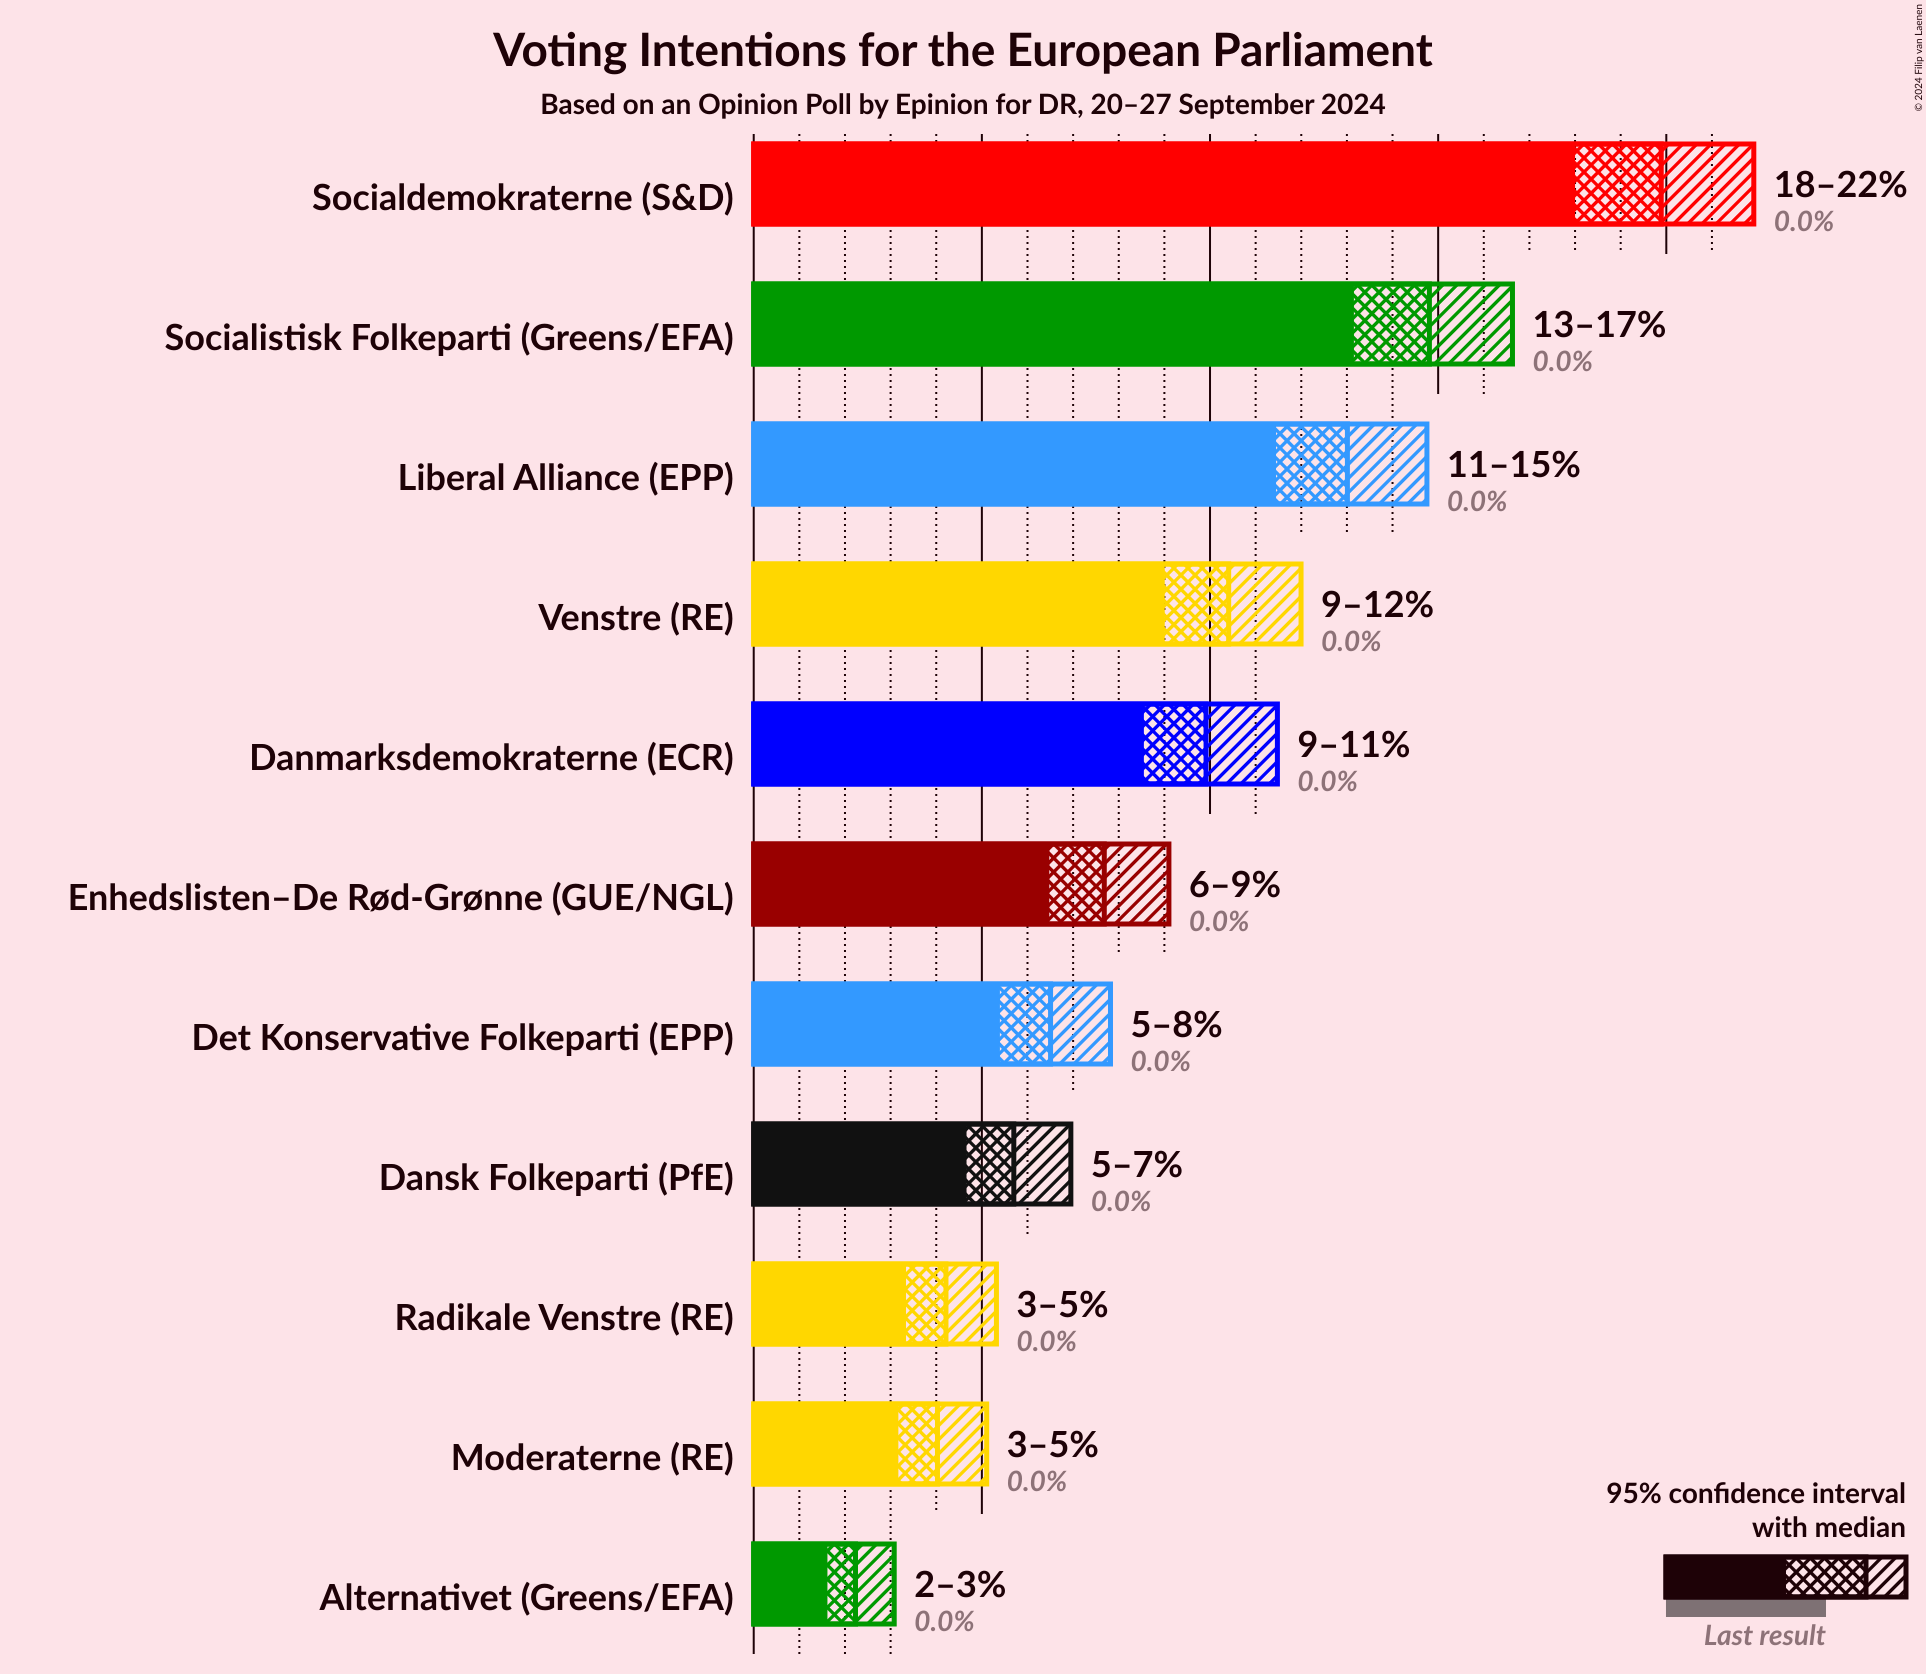 Voting Intentions for the European Parliament
Based on an Opinion Poll by Epinion for DR, 20–27 September 2024
© 2024 Filip van Laenen
Socialdemokraterne (S&D)
18–22%
0.0%
Socialistisk Folkeparti (Greens/EFA)
13–17%
0.0%
Liberal Alliance (EPP)
11–15%
0.0%
Venstre (RE)
9–12%
0.0%
Danmarksdemokraterne (ECR)
9–11%
0.0%
Enhedslisten–De Rød-Grønne (GUE/NGL)
6–9%
0.0%
Det Konservative Folkeparti (EPP)
5–8%
0.0%
Dansk Folkeparti (PfE)
5–7%
0.0%
Radikale Venstre (RE)
3–5%
0.0%
Moderaterne (RE)
3–5%
0.0%
Alternativet (Greens/EFA)
2–3%
0.0%
95% confidence interval
with median
Last result